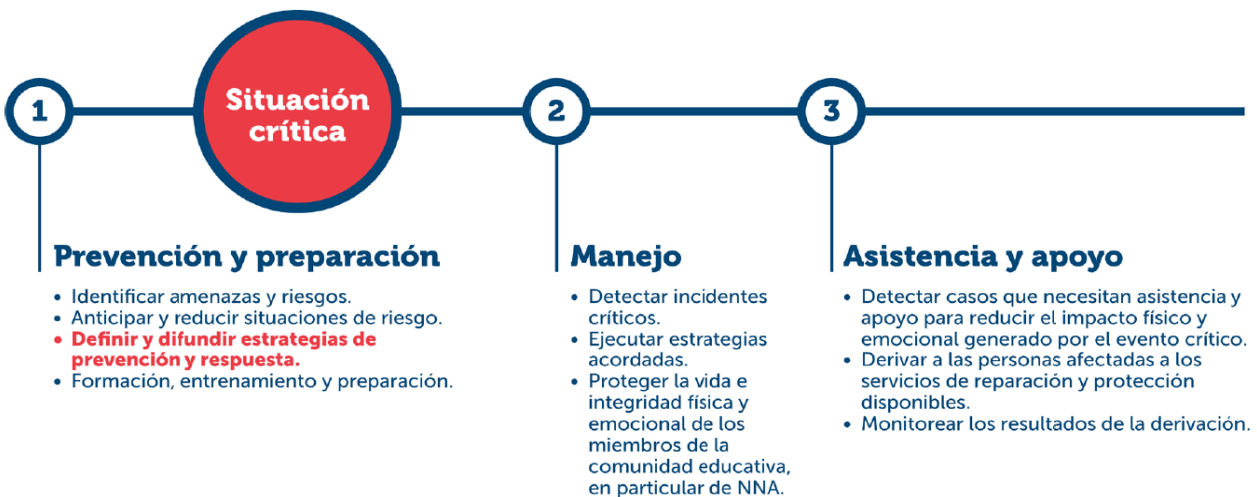 1
Situación
crítica
2
3
Prevención y preparación
• Identificar amenazas y riesgos.
• Anticipar y reducir situaciones de riesgo.
• Definir y difundir estrategias de
prevención y respuesta.
• Formación, entrenamiento y preparación.
Manejo
• Detectar incidentes
críticos.
• Ejecutar estrategias
acordadas.
• Proteger la vida e
integridad física y
emocional de los
miembros de la
comunidad educativa,
en particular de NNA.
Asistencia y apoyo
• Detectar casos que necesitan asistencia y
apoyo para reducir el impacto físico y
emocional generado por el evento crítico.
• Derivar a las personas afectadas a los
servicios de reparación y protección
disponibles.
• Monitorear los resultados de la derivación.